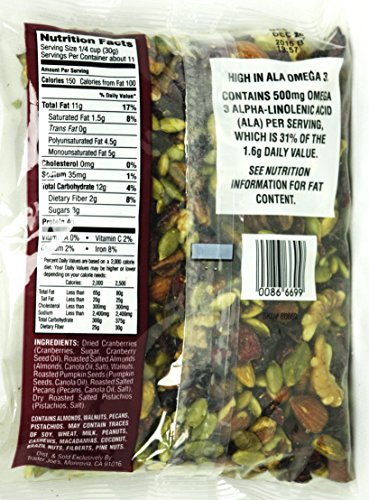 Nutrition Facts
Serving Size 1/4 cup (30g)
Servings Per Container about 11
Amount Per Serving
Calories 150 Calories from Fat 100
% Daily Value*
Total Fat 11g 17%
Saturated Fat 1.5g 8%
Trans Fat 0g
Polyunsaturated Fat 4.5g
Monounsaturated Fat 5g
Cholesterol 0mg 0%
Sodium 35mg 1%
Total Carbohydrate 12g 4%
Dietary Fiber 2g 8%
Sugars 3g
Protein 4g
Vitamin A 0% • Vitamin C 2%
Calcium 2% • Iron 8%
Percent Daily Values are based on a 2,000 calorie
diet. Your Daily Values may be higher or lower
depending on your calorie needs:
Calories: 2,000 2,500
Total Fat Less than 65g 80g
Sat Fat Less than 20g 25g
Cholesterol Less than 300mg 300mg
Sodium Less than 2,400mg 2,400mg
Total Carbohydrate 300g 375g
Dietary Fiber 25g 30g
INGREDIENTS: Dried Cranberries
(Cranberries, Sugar, Cranberry
Seed Oil), Roasted Salted Almonds
(Almonds, Canola Oil, Salt), Walnuts,
Roasted Pumpkin Seeds (Pumpkin
Seeds, Canola Oil), Roasted Salted
Pecans (Pecans, Canola Oil, Salt),
Dry Roasted Salted Pistachios
(Pistachios, Salt).
CONTAINS ALMONDS, WALNUTS, PECANS,
PISTACHIOS. MAY CONTAIN TRACES
OF SOY, WHEAT, MILK, PEANUTS,
CASHEWS, MACADAMIAS, COCONUT,
BRAZIL NUTS, FILBERTS, PINE NUTS.
Dist. & Sold Exclusively By
Trader Joe's, Monrovia, CA 91016
DEC
2015 B
13:57
HIGH IN ALA OMEGA 3
CONTAINS 500mg OMEGA
3 ALPHA-LINOLENIC ACID
(ALA) PER SERVING,
WHICH IS 31% OF THE
1.6g DAILY VALUE.
SEE NUTRITION
INFORMATION FOR FAT
CONTENT.
0086 6699